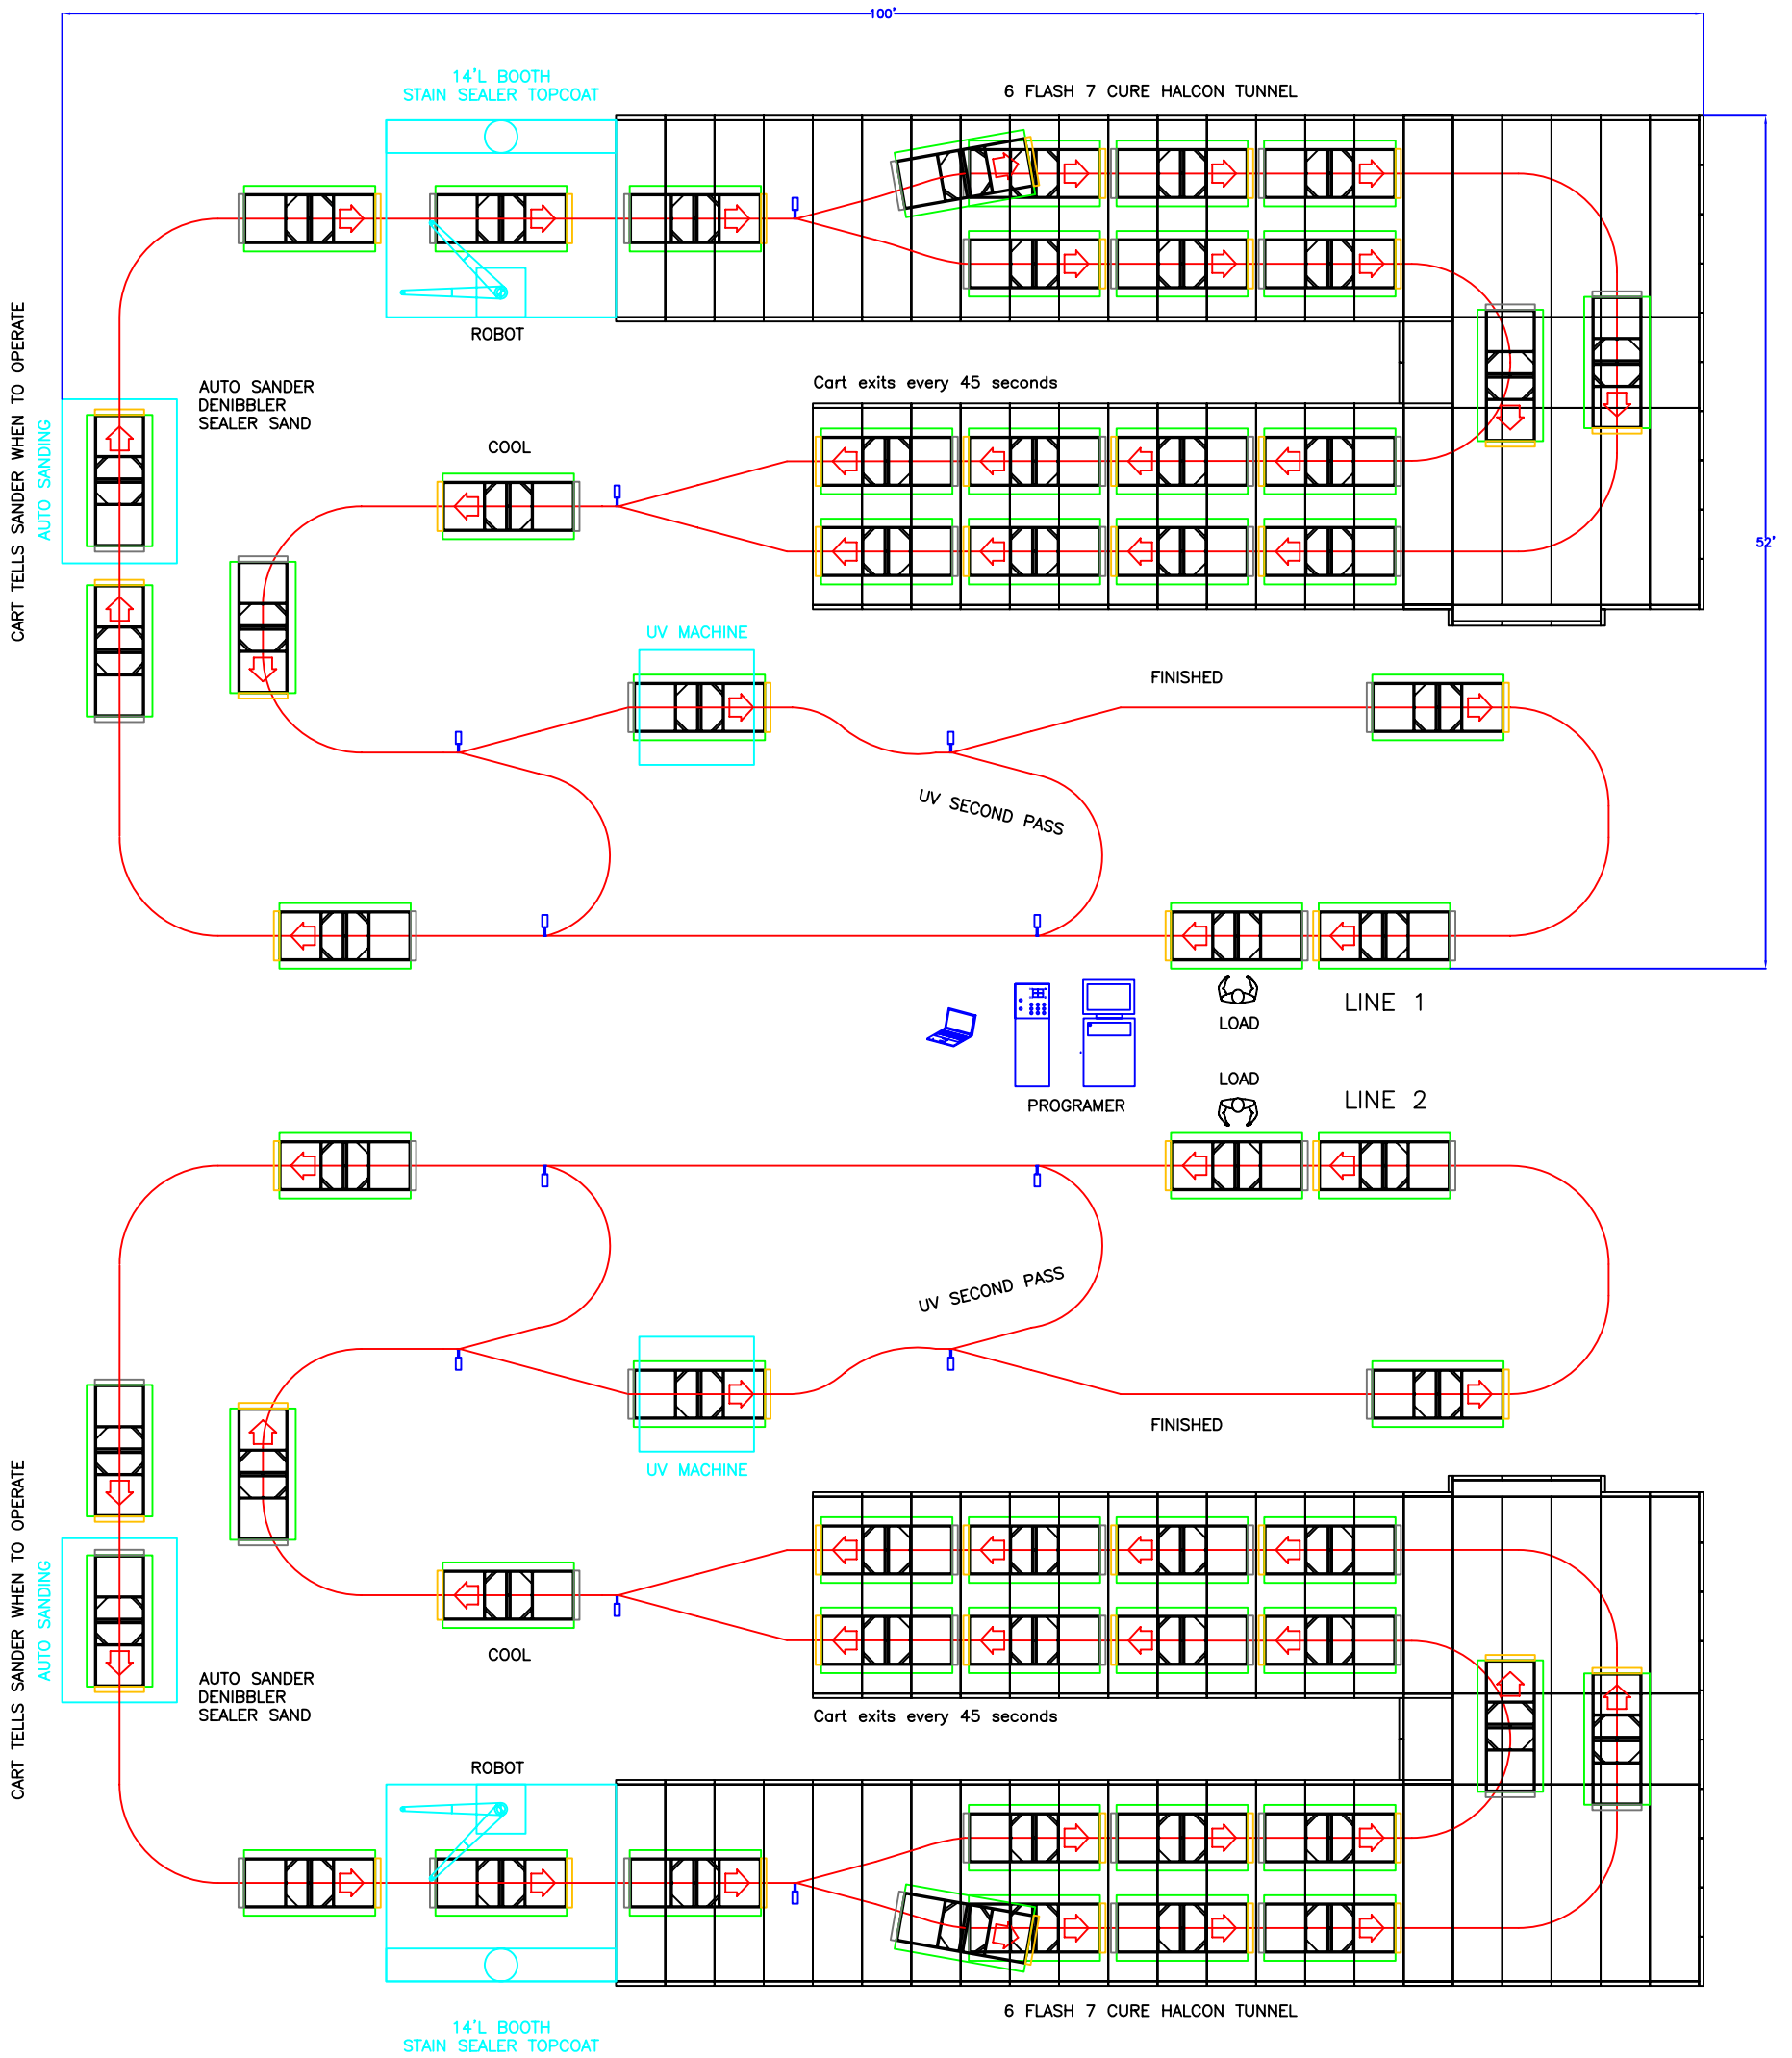 100'
14'L BOOTH
STAIN SEALER TOPCOAT
6 FLASH 7 CURE HALCON TUNNEL
ROBOT
CART TELLS SANDER WHEN TO OPERATE
AUTO SANDING
AUTO SANDER
DENIBBLER
SEALER SAND
Cart exits every 45 seconds
COOL
52'
UV MACHINE
FINISHED
UV SECOND PASS
LINE 1
LOAD
LOAD
PROGRAMER
LINE 2
UV SECOND PASS
FINISHED
UV MACHINE
CART TELLS SANDER WHEN TO OPERATE
AUTO SANDING
COOL
AUTO SANDER
DENIBBLER
SEALER SAND
Cart exits every 45 seconds
ROBOT
6 FLASH 7 CURE HALCON TUNNEL
14'L BOOTH
STAIN SEALER TOPCOAT